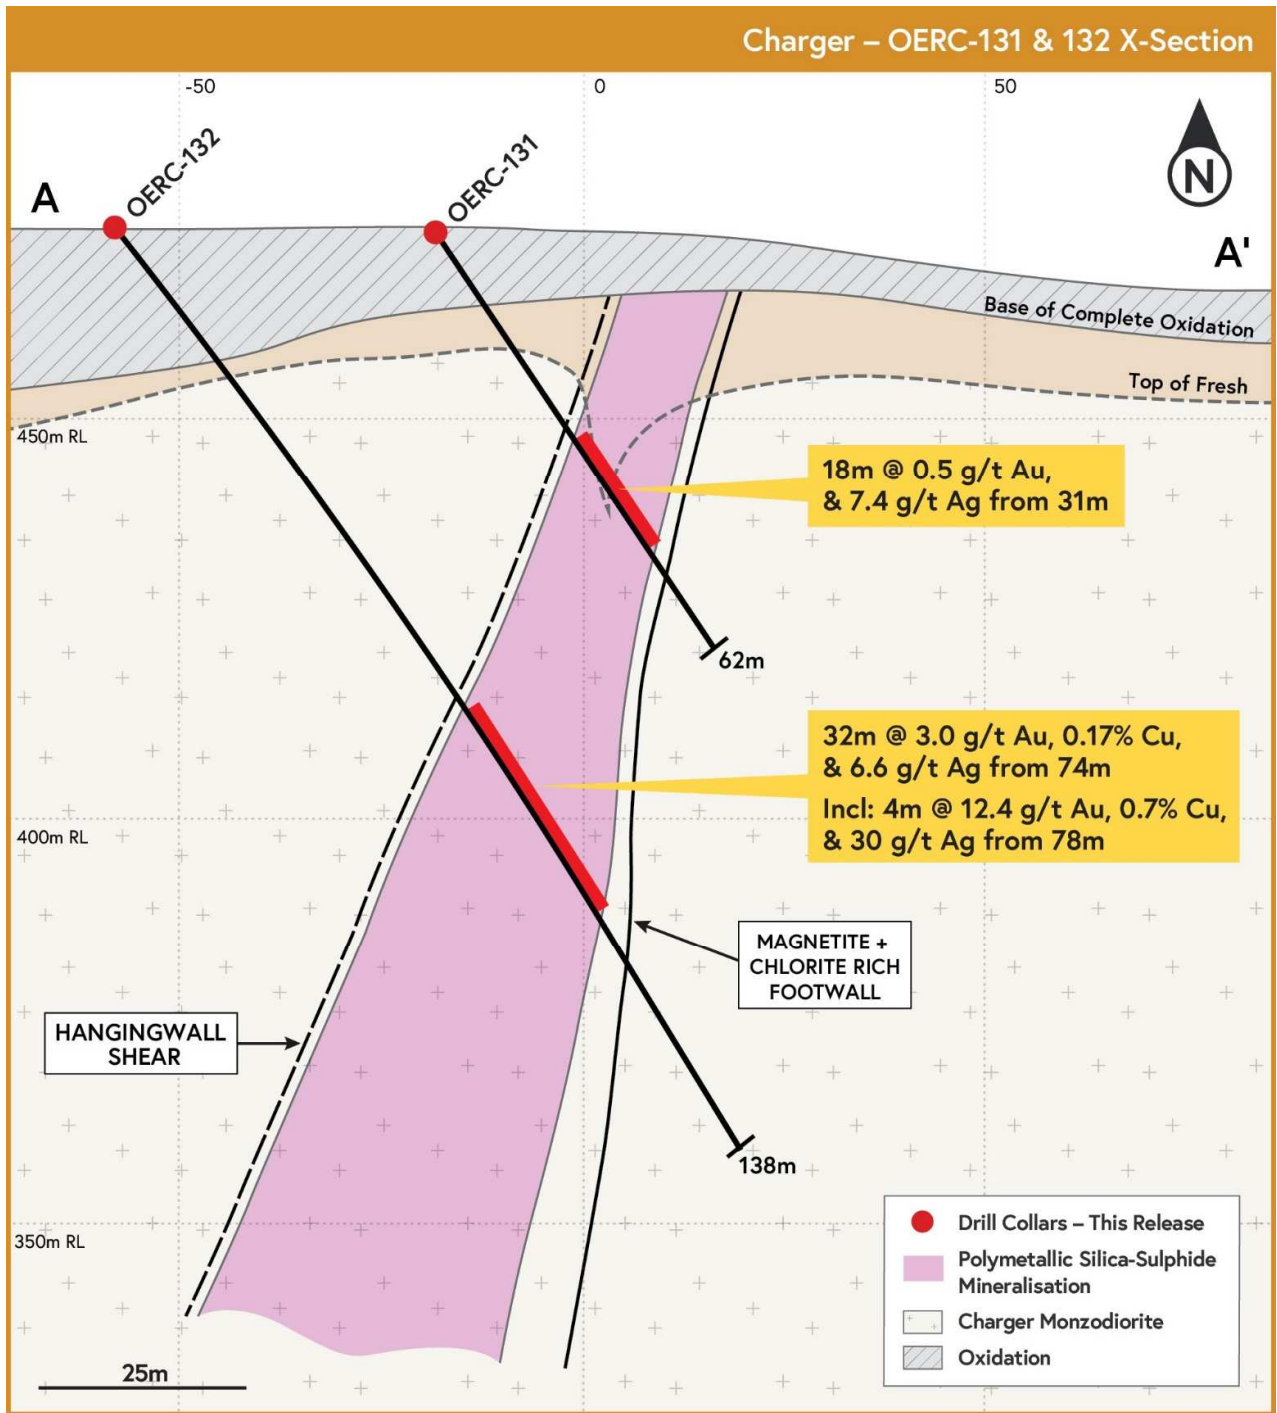 Charger – OERC-131 & 132 X-Section
-50
0
50
OERC-132
OERC-131
N
A
A'
Base of Complete Oxidation
Top of Fresh
450m RL
18m @ 0.5 g/t Au,
& 7.4 g/t Ag from 31m
62m
32m @ 3.0 g/t Au, 0.17% Cu,
& 6.6 g/t Ag from 74m
Incl: 4m @ 12.4 g/t Au, 0.7% Cu,
& 30 g/t Ag from 78m
400m RL
MAGNETITE +
CHLORITE RICH
FOOTWALL
HANGINGWALL
SHEAR
138m
350m RL
Drill Collars – This Release
Polymetallic Silica-Sulphide
Mineralisation
Charger Monzodiorite
Oxidation
25m